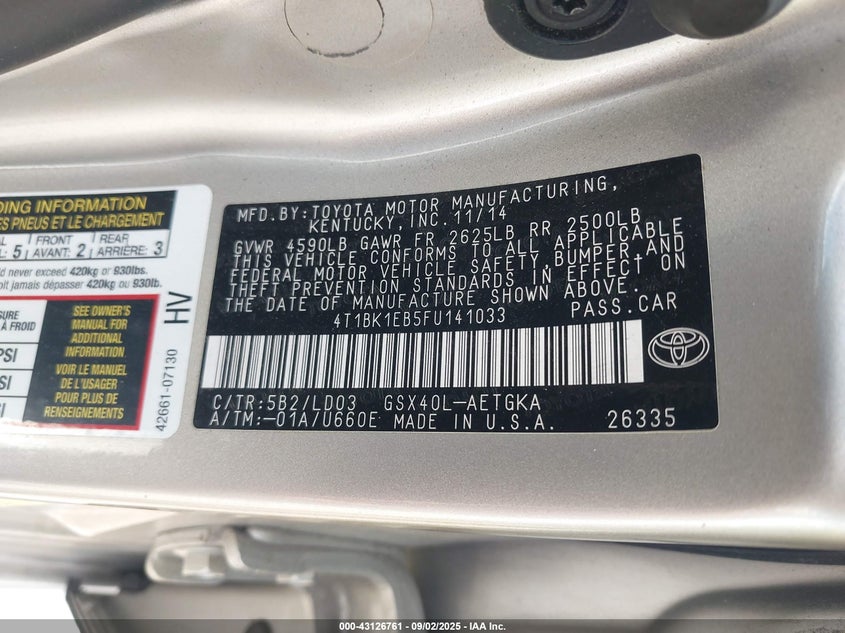 DING INFORMATION
ES PNEUS ET LE CHARGEMENT
FRONT
REAR
: 5
AVANT: 2
ARRIÈRE: 3
never exceed 420kg or 930lbs.
jamais dépasser 420kg or 930lb.
À FROID
SEE OWNER'S
MANUAL FOR
ADDITIONAL
INFORMATION
VOIR LE MANUEL
DE L'USAGER
POUR PLUS DE
RENSEIGNEMENTS
HV
42661-07130
MFD.BY:TOYOTA MOTOR MANUFACTURING,
KENTUCKY, INC. 11/14
GVWR 4590LB GAWR FR 2625LB RR 2500LB
THIS VEHICLE CONFORMS TO ALL APPLICABLE
FEDERAL MOTOR VEHICLE SAFETY, BUMPER, AND
THEFT PREVENTION STANDARDS IN EFFECT ON
THE DATE OF MANUFACTURE SHOWN ABOVE.
4T1BK1EB5FU141033 PASS.CAR
C/TR:5B2/LD03 GSX40L-AETGKA
A/TM:-01A/U660E MADE IN U.S.A. 26335
000-43126761 - 09/02/2025 - IAA Inc.